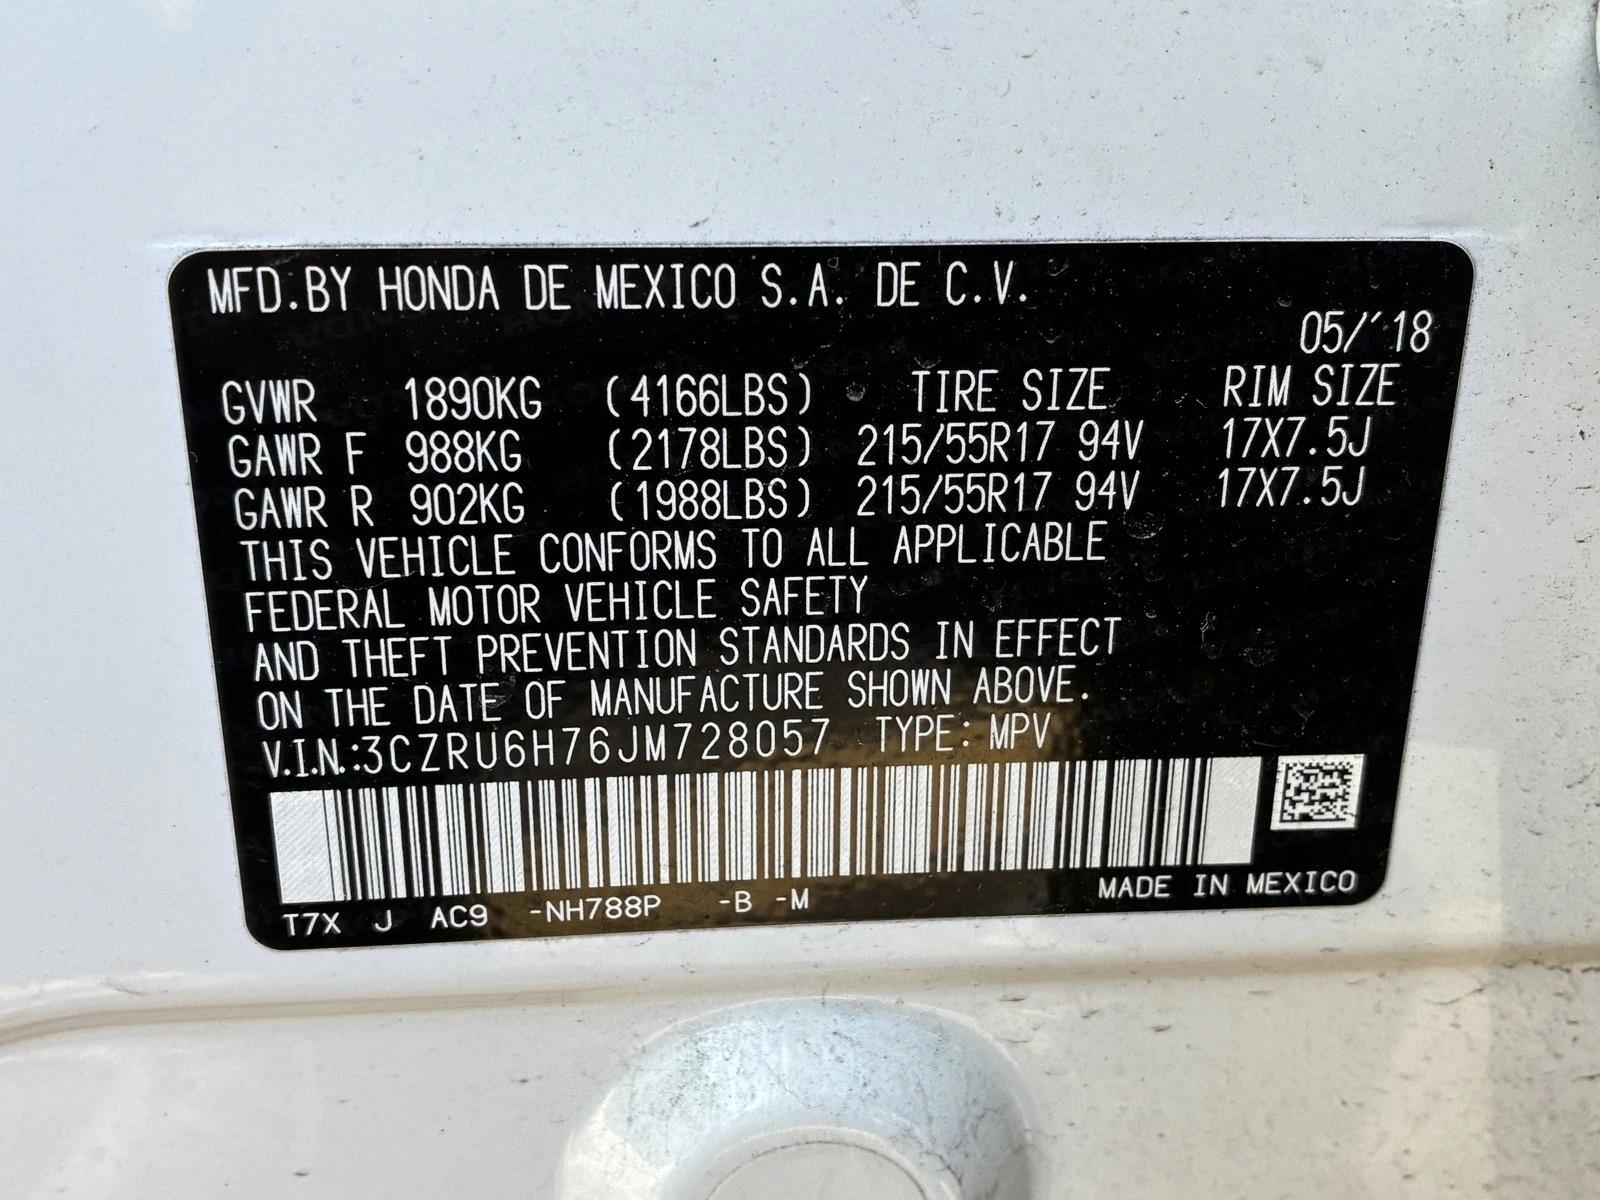 MFD.BY HONDA DE MEXICO S.A. DE C.V.
05/'18
GVWR 1890KG (4166LBS) TIRE SIZE RIM SIZE
GAWR F 988KG (2178LBS) 215/55R17 94V 17X7.5J
GAWR R 902KG (1988LBS) 215/55R17 94V 17X7.5J
THIS VEHICLE CONFORMS TO ALL APPLICABLE
FEDERAL MOTOR VEHICLE SAFETY
AND THEFT PREVENTION STANDARDS IN EFFECT
ON THE DATE OF MANUFACTURE SHOWN ABOVE.
V.I.N.:3CZRU6H76JM728057 TYPE: MPV
MADE IN MEXICO
T7X J AC9 -NH788P -B -M